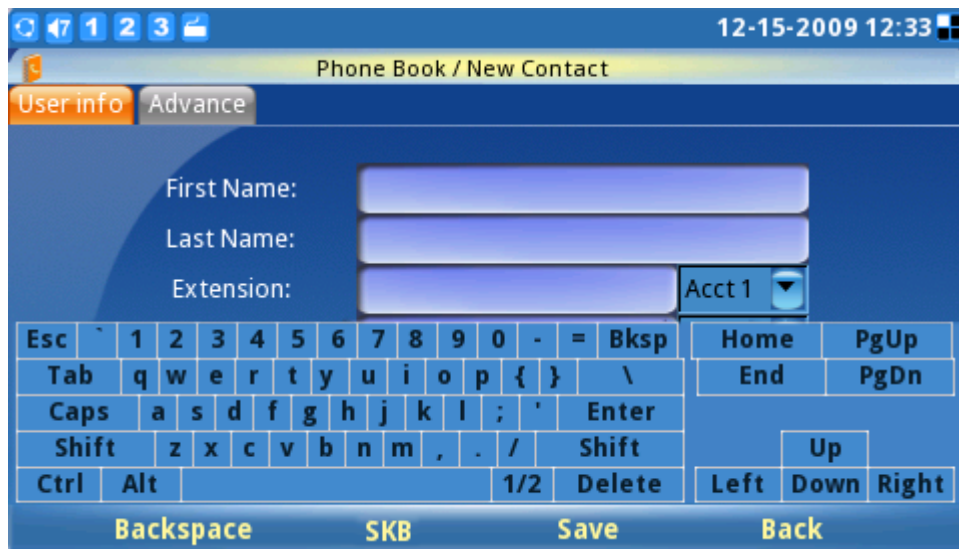 7 1 2 3 12-15-2009 12:33
Phone Book / New Contact
User info Advance
First Name:
Last Name:
Extension: Acct 1
Esc ` 1 2 3 4 5 6 7 8 9 0 - = Bksp Home PgUp
Tab q w e r t y u i o p { } \ End PgDn
Caps a s d f g h j k l ; ' Enter
Shift z x c v b n m , . / Shift Up
Ctrl Alt 1/2 Delete Left Down Right
Backspace SKB Save Back